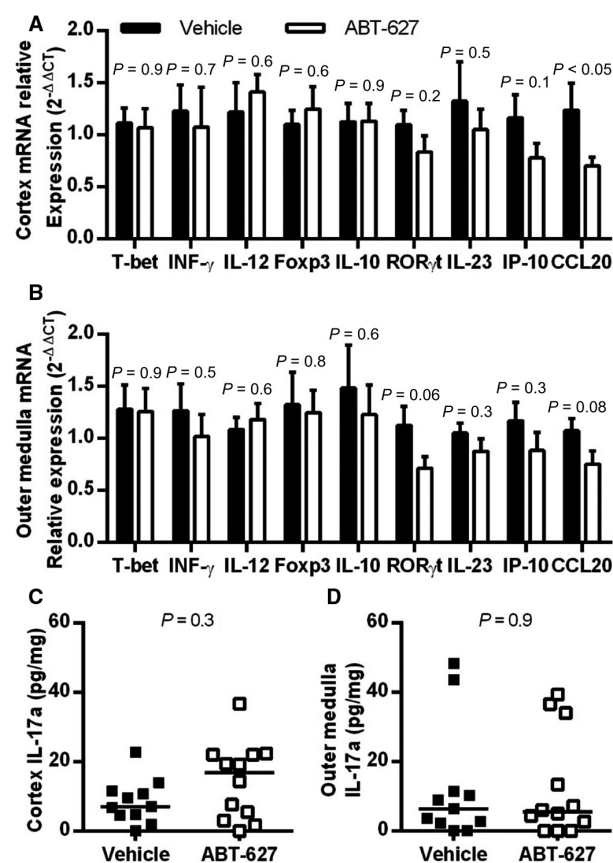 A
Vehicle ABT-627
Cortex mRNA relative
Expression (2-ΔΔCT)
2.0
1.5
1.0
0.5
0.0
P = 0.9 P = 0.7 P = 0.6 P = 0.6 P = 0.9 P = 0.2 P = 0.5 P = 0.1 P < 0.05
T-bet INF-γ IL-12 Foxp3 IL-10 RORγt IL-23 IP-10 CCL20
B
Outer medulla mRNA
Relative expression (2-ΔΔCT)
2.0
1.5
1.0
0.5
0.0
P = 0.9 P = 0.5 P = 0.6 P = 0.8 P = 0.6 P = 0.06 P = 0.3 P = 0.3 P = 0.08
T-bet INF-γ IL-12 Foxp3 IL-10 RORγt IL-23 IP-10 CCL20
C
Cortex IL-17a (pg/mg)
60
40
20
0
P = 0.3
Vehicle ABT-627
D
Outer medulla
IL-17a (pg/mg)
60
40
20
0
P = 0.9
Vehicle ABT-627